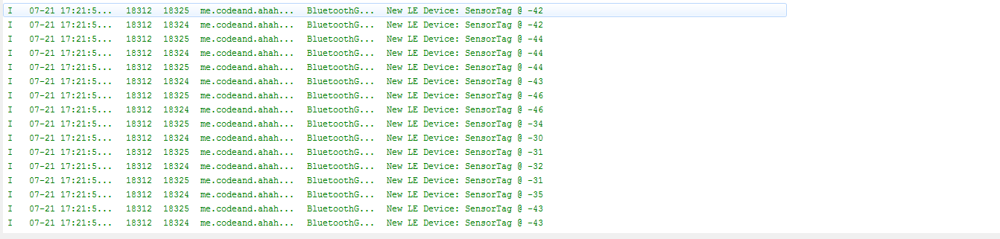 I 07-21 17:21:5... 18312 18325 me.codeand.ahah... BluetoothG... New LE Device: SensorTag @ -42
I 07-21 17:21:5... 18312 18324 me.codeand.ahah... BluetoothG... New LE Device: SensorTag @ -42
I 07-21 17:21:5... 18312 18325 me.codeand.ahah... BluetoothG... New LE Device: SensorTag @ -44
I 07-21 17:21:5... 18312 18324 me.codeand.ahah... BluetoothG... New LE Device: SensorTag @ -44
I 07-21 17:21:5... 18312 18325 me.codeand.ahah... BluetoothG... New LE Device: SensorTag @ -44
I 07-21 17:21:5... 18312 18324 me.codeand.ahah... BluetoothG... New LE Device: SensorTag @ -43
I 07-21 17:21:5... 18312 18325 me.codeand.ahah... BluetoothG... New LE Device: SensorTag @ -46
I 07-21 17:21:5... 18312 18324 me.codeand.ahah... BluetoothG... New LE Device: SensorTag @ -46
I 07-21 17:21:5... 18312 18325 me.codeand.ahah... BluetoothG... New LE Device: SensorTag @ -34
I 07-21 17:21:5... 18312 18324 me.codeand.ahah... BluetoothG... New LE Device: SensorTag @ -30
I 07-21 17:21:5... 18312 18325 me.codeand.ahah... BluetoothG... New LE Device: SensorTag @ -31
I 07-21 17:21:5... 18312 18324 me.codeand.ahah... BluetoothG... New LE Device: SensorTag @ -32
I 07-21 17:21:5... 18312 18325 me.codeand.ahah... BluetoothG... New LE Device: SensorTag @ -31
I 07-21 17:21:5... 18312 18324 me.codeand.ahah... BluetoothG... New LE Device: SensorTag @ -35
I 07-21 17:21:5... 18312 18325 me.codeand.ahah... BluetoothG... New LE Device: SensorTag @ -43
I 07-21 17:21:5... 18312 18324 me.codeand.ahah... BluetoothG... New LE Device: SensorTag @ -43